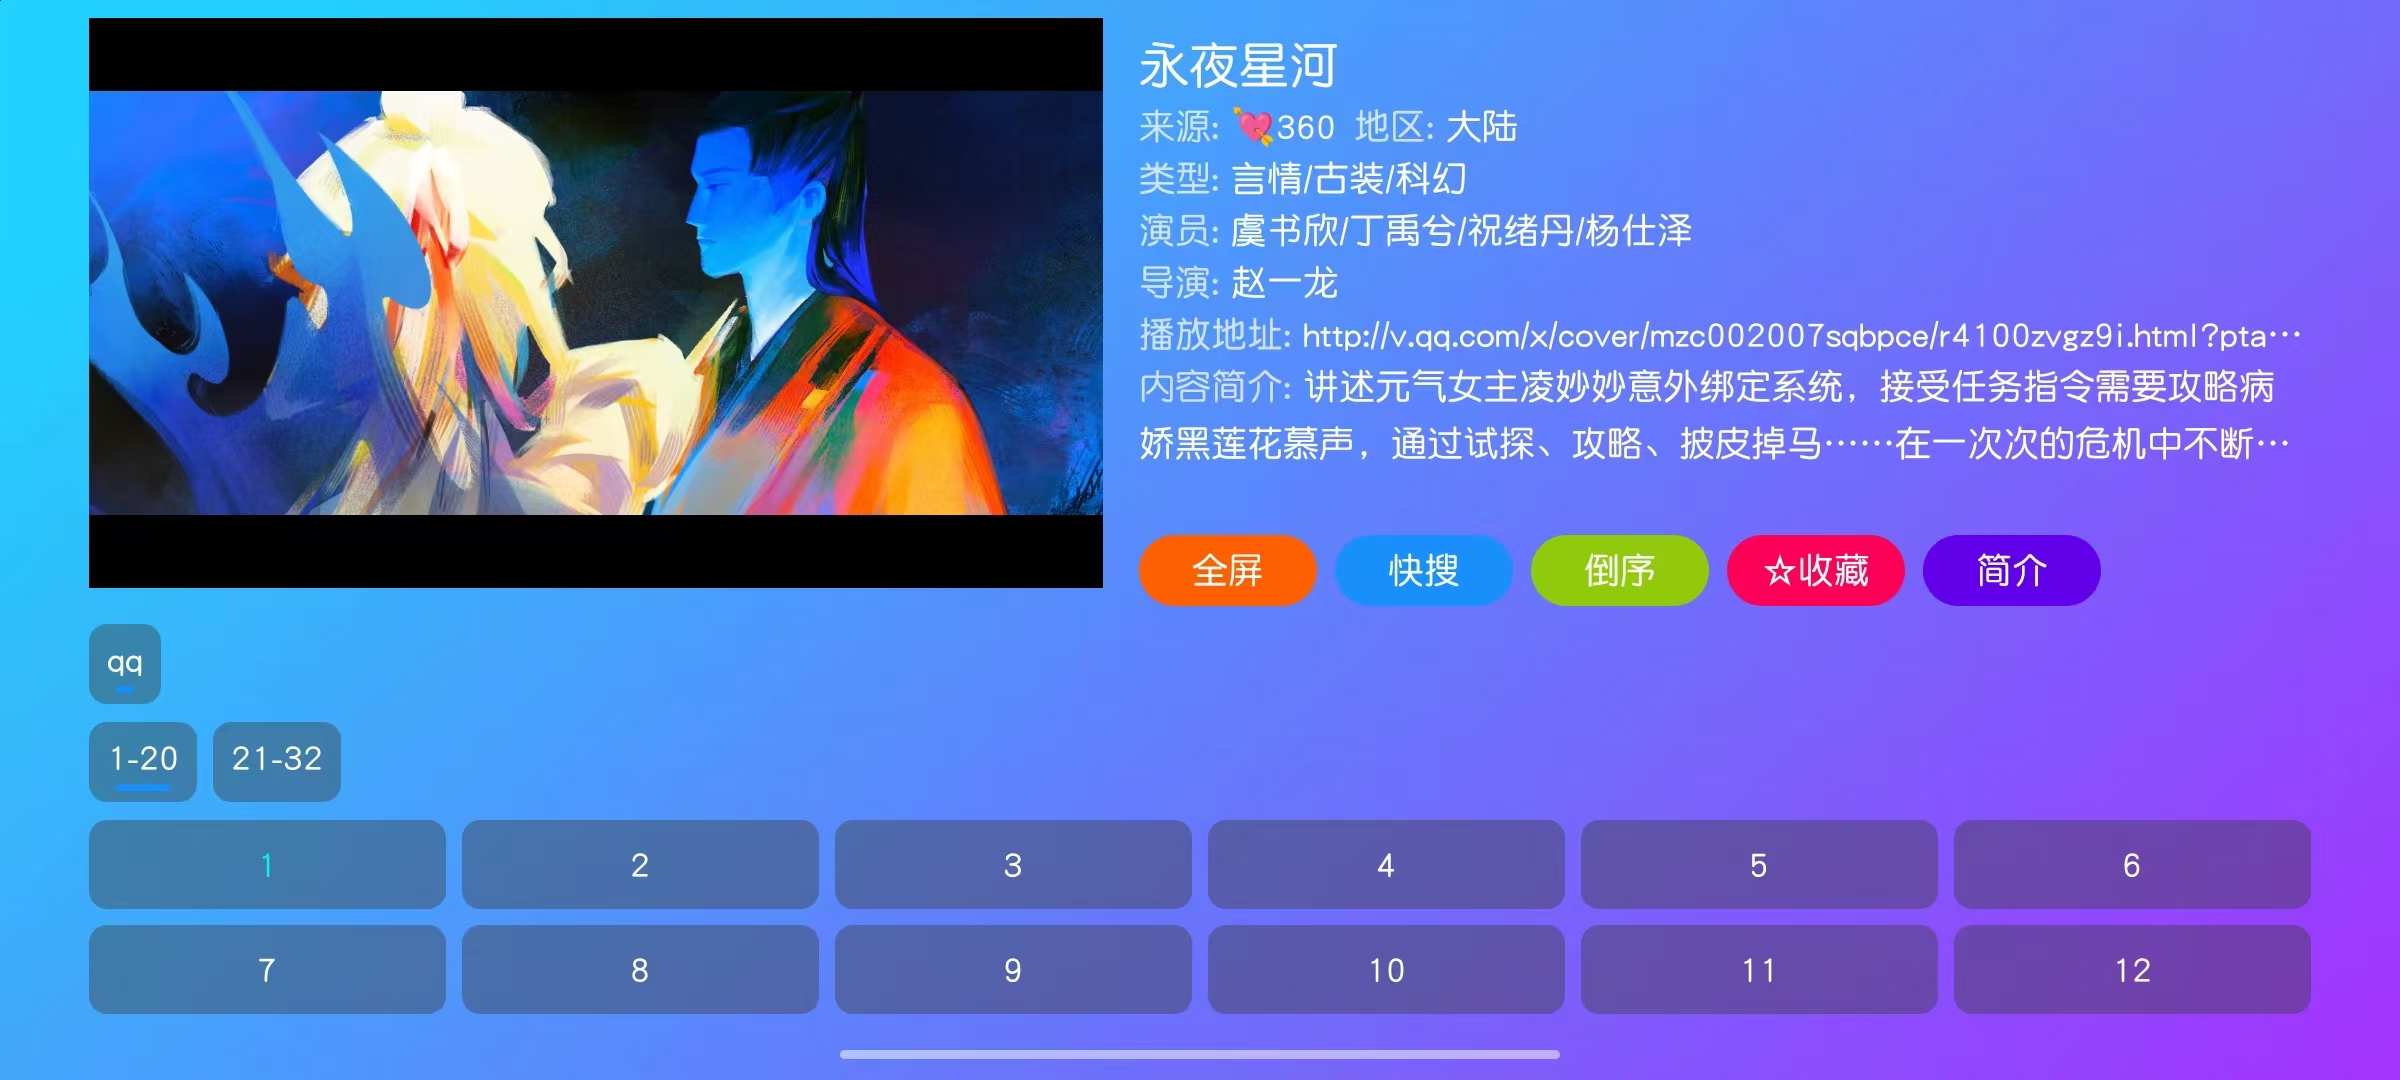 永夜星河
来源: 💘360 地区: 大陆
类型: 言情/古装/科幻
演员: 虞书欣/丁禹兮/祝绪丹/杨仕泽
导演: 赵一龙
播放地址: http://v.qq.com/x/cover/mzc002007sqbpce/r4100zvgz9i.html?pta…
内容简介: 讲述元气女主凌妙妙意外绑定系统，接受任务指令需要攻略病
娇黑莲花慕声，通过试探、攻略、披皮掉马……在一次次的危机中不断…
全屏 快搜 倒序 ☆收藏 简介
qq
1-20 21-32
1 2 3 4 5 6
7 8 9 10 11 12